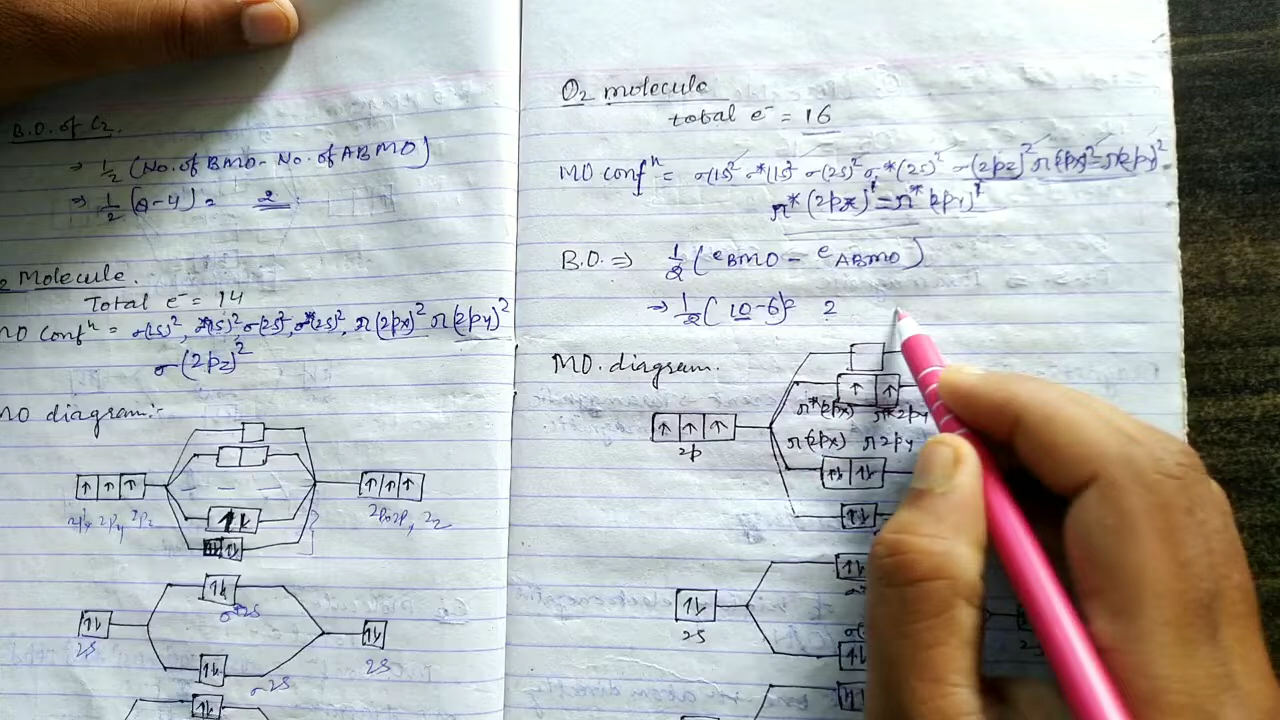 B.O. of C2.
⇒ 1/2 (No. of BMO - No. of ABMO)
⇒ 1/2 (8-4) = 2
2 Molecule.
Total e⁻ = 14
MO confⁿ = σ(1s)², σ*(1s)² σ(2s)², σ*(2s)², π(2px)² π(2py)²
σ(2pz)²
MO diagram:-
2px 2py 2pz
σ*2s
2s 2s
σ2s
O2 molecule
total e⁻ = 16
MO confⁿ = σ(1s)² σ*(1s)² σ(2s)² σ*(2s)² σ(2pz)² π(2px)² = π(2py)²
π*(2px)¹ = π*(2py)¹
B.O. ⇒ 1/2 (eBMO - eABMO)
⇒ 1/2 (10-6) = 2
MO. diagram.
π*(2px) π*2py
2p
π(2px) π2py
2s